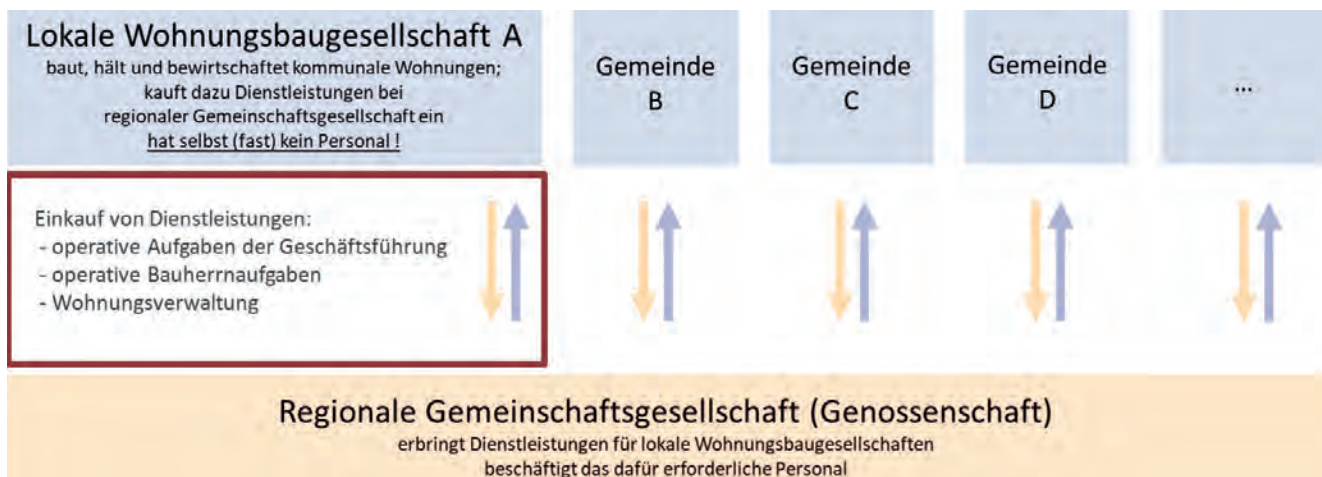 Lokale Wohnungsbaugesellschaft A
baut, hält und bewirtschaftet kommunale Wohnungen;
kauft dazu Dienstleistungen bei
regionaler Gemeinschaftsgesellschaft ein
hat selbst (fast) kein Personal !
Gemeinde
B
Gemeinde
C
Gemeinde
D
...
Einkauf von Dienstleistungen:
- operative Aufgaben der Geschäftsführung
- operative Bauherrnaufgaben
- Wohnungsverwaltung
Regionale Gemeinschaftsgesellschaft (Genossenschaft)
erbringt Dienstleistungen für lokale Wohnungsbaugesellschaften
beschäftigt das dafür erforderliche Personal